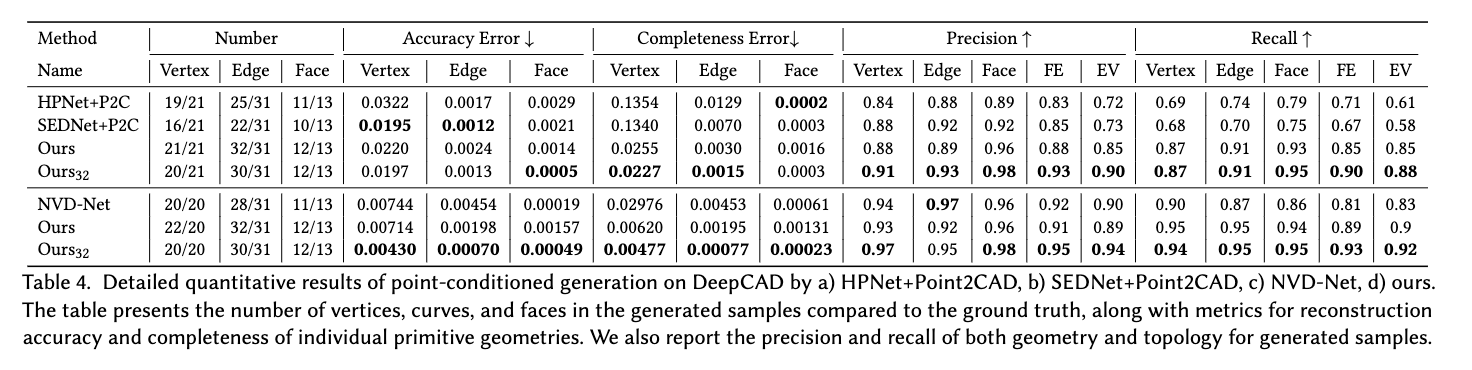 Method Number Accuracy Error ↓ Completeness Error↓ Precision ↑ Recall ↑
Name Vertex Edge Face Vertex Edge Face Vertex Edge Face Vertex Edge Face FE EV Vertex Edge Face FE EV
HPNet+P2C 19/21 25/31 11/13 0.0322 0.0017 0.0029 0.1354 0.0129 0.0002 0.84 0.88 0.89 0.83 0.72 0.69 0.74 0.79 0.71 0.61
SEDNet+P2C 16/21 22/31 10/13 0.0195 0.0012 0.0021 0.1340 0.0070 0.0003 0.88 0.92 0.92 0.85 0.73 0.68 0.70 0.75 0.67 0.58
Ours 21/21 32/31 12/13 0.0220 0.0024 0.0014 0.0255 0.0030 0.0016 0.88 0.89 0.96 0.88 0.85 0.87 0.91 0.93 0.85 0.85
Ours32 20/21 30/31 12/13 0.0197 0.0013 0.0005 0.0227 0.0015 0.0003 0.91 0.93 0.98 0.93 0.90 0.87 0.91 0.95 0.90 0.88
NVD-Net 20/20 28/31 11/13 0.00744 0.00454 0.00019 0.02976 0.00453 0.00061 0.94 0.97 0.96 0.92 0.90 0.90 0.87 0.86 0.81 0.83
Ours 22/20 32/31 12/13 0.00714 0.00198 0.00157 0.00620 0.00195 0.00131 0.93 0.92 0.96 0.91 0.89 0.95 0.95 0.94 0.89 0.9
Ours32 20/20 30/31 12/13 0.00430 0.00070 0.00049 0.00477 0.00077 0.00023 0.97 0.95 0.98 0.95 0.94 0.94 0.95 0.95 0.93 0.92
Table 4. Detailed quantitative results of point-conditioned generation on DeepCAD by a) HPNet+Point2CAD, b) SEDNet+Point2CAD, c) NVD-Net, d) ours.
The table presents the number of vertices, curves, and faces in the generated samples compared to the ground truth, along with metrics for reconstruction
accuracy and completeness of individual primitive geometries. We also report the precision and recall of both geometry and topology for generated samples.